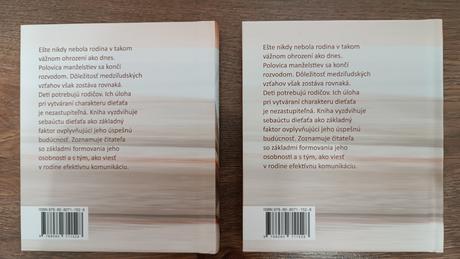 Ešte nikdy nebola rodina v takom
vážnom ohrození ako dnes.
Polovica manželstiev sa končí
rozvodom. Dôležitosť medziľudských
vzťahov však zostáva rovnaká.
Deti potrebujú rodičov. Ich úloha
pri vytváraní charakteru dieťaťa
je nezastupiteľná. Kniha vyzdvihuje
sebaúctu dieťaťa ako základný
faktor ovplyvňujúci jeho úspešnú
budúcnosť. Zoznamuje čitateľa
so základmi formovania jeho
osobnosti a s tým, ako viesť
v rodine efektívnu komunikáciu.
Ešte nikdy nebola rodina v takom
vážnom ohrození ako dnes.
Polovica manželstiev sa končí
rozvodom. Dôležitosť medziľudských
vzťahov však zostáva rovnaká.
Deti potrebujú rodičov. Ich úloha
pri vytváraní charakteru dieťaťa
je nezastupiteľná. Kniha vyzdvihuje
sebaúctu dieťaťa ako základný
faktor ovplyvňujúci jeho úspešnú
budúcnosť. Zoznamuje čitateľa
so základmi formovania jeho
osobnosti a s tým, ako viesť
v rodine efektívnu komunikáciu.